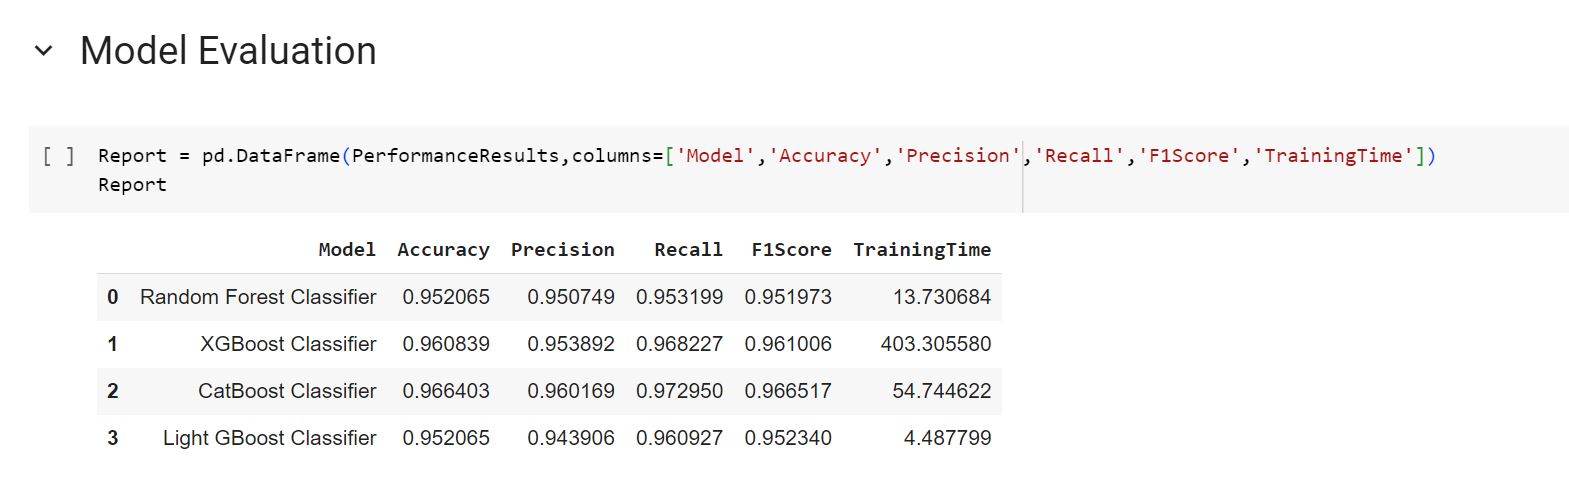 Model Evaluation
[ ] Report = pd.DataFrame(PerformanceResults,columns=['Model','Accuracy','Precision','Recall','F1Score','TrainingTime'])
Report
Model Accuracy Precision Recall F1Score TrainingTime
0 Random Forest Classifier 0.952065 0.950749 0.953199 0.951973 13.730684
1 XGBoost Classifier 0.960839 0.953892 0.968227 0.961006 403.305580
2 CatBoost Classifier 0.966403 0.960169 0.972950 0.966517 54.744622
3 Light GBoost Classifier 0.952065 0.943906 0.960927 0.952340 4.487799